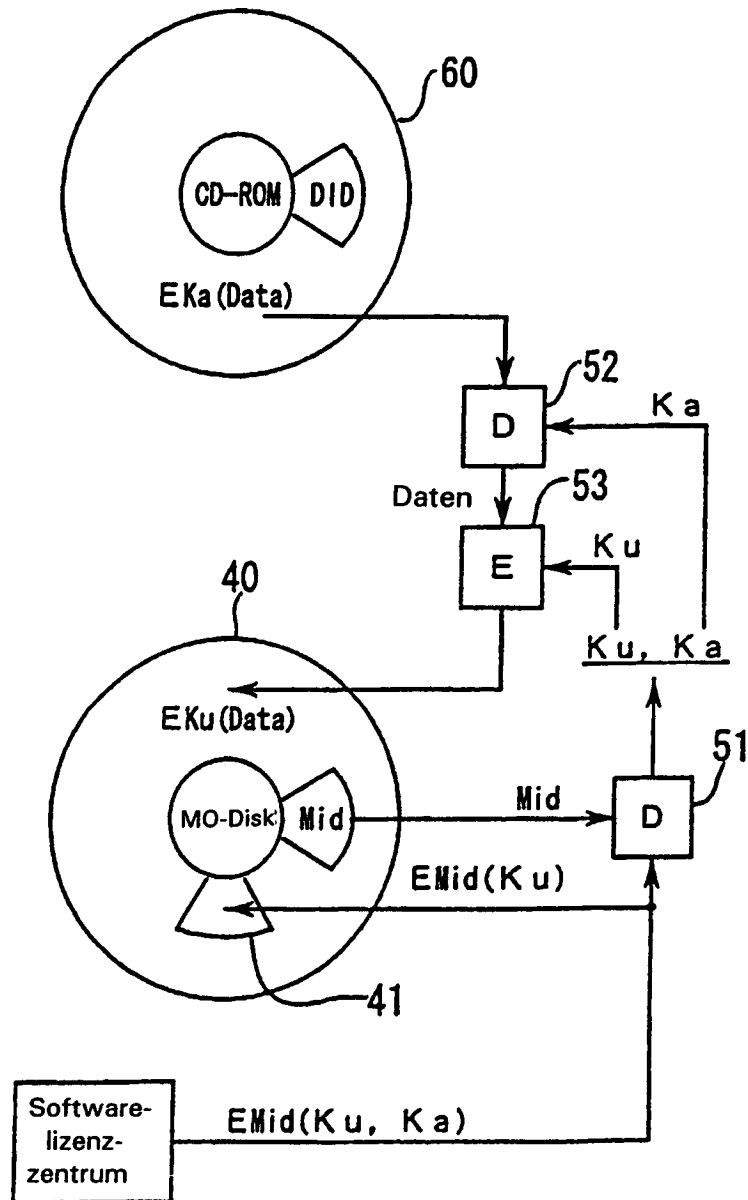 60
CD-ROM
DID
EKa(Data)
52
Ka
D
Daten
53
Ku
E
40
Ku, Ka
EKu(Data)
51
MO-Disk
Mid
Mid
D
EMid(Ku)
41
Software-
lizenz-
zentrum
EMid(Ku, Ka)